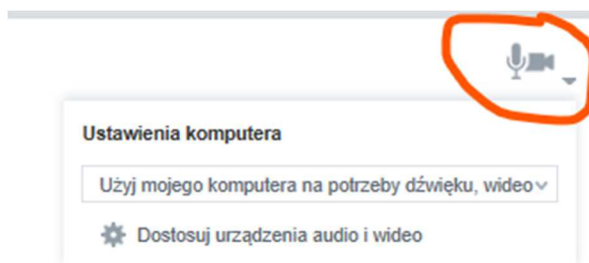 Ustawienia komputera
Użyj mojego komputera na potrzeby dźwięku, wideo
Dostosuj urządzenia audio i wideo